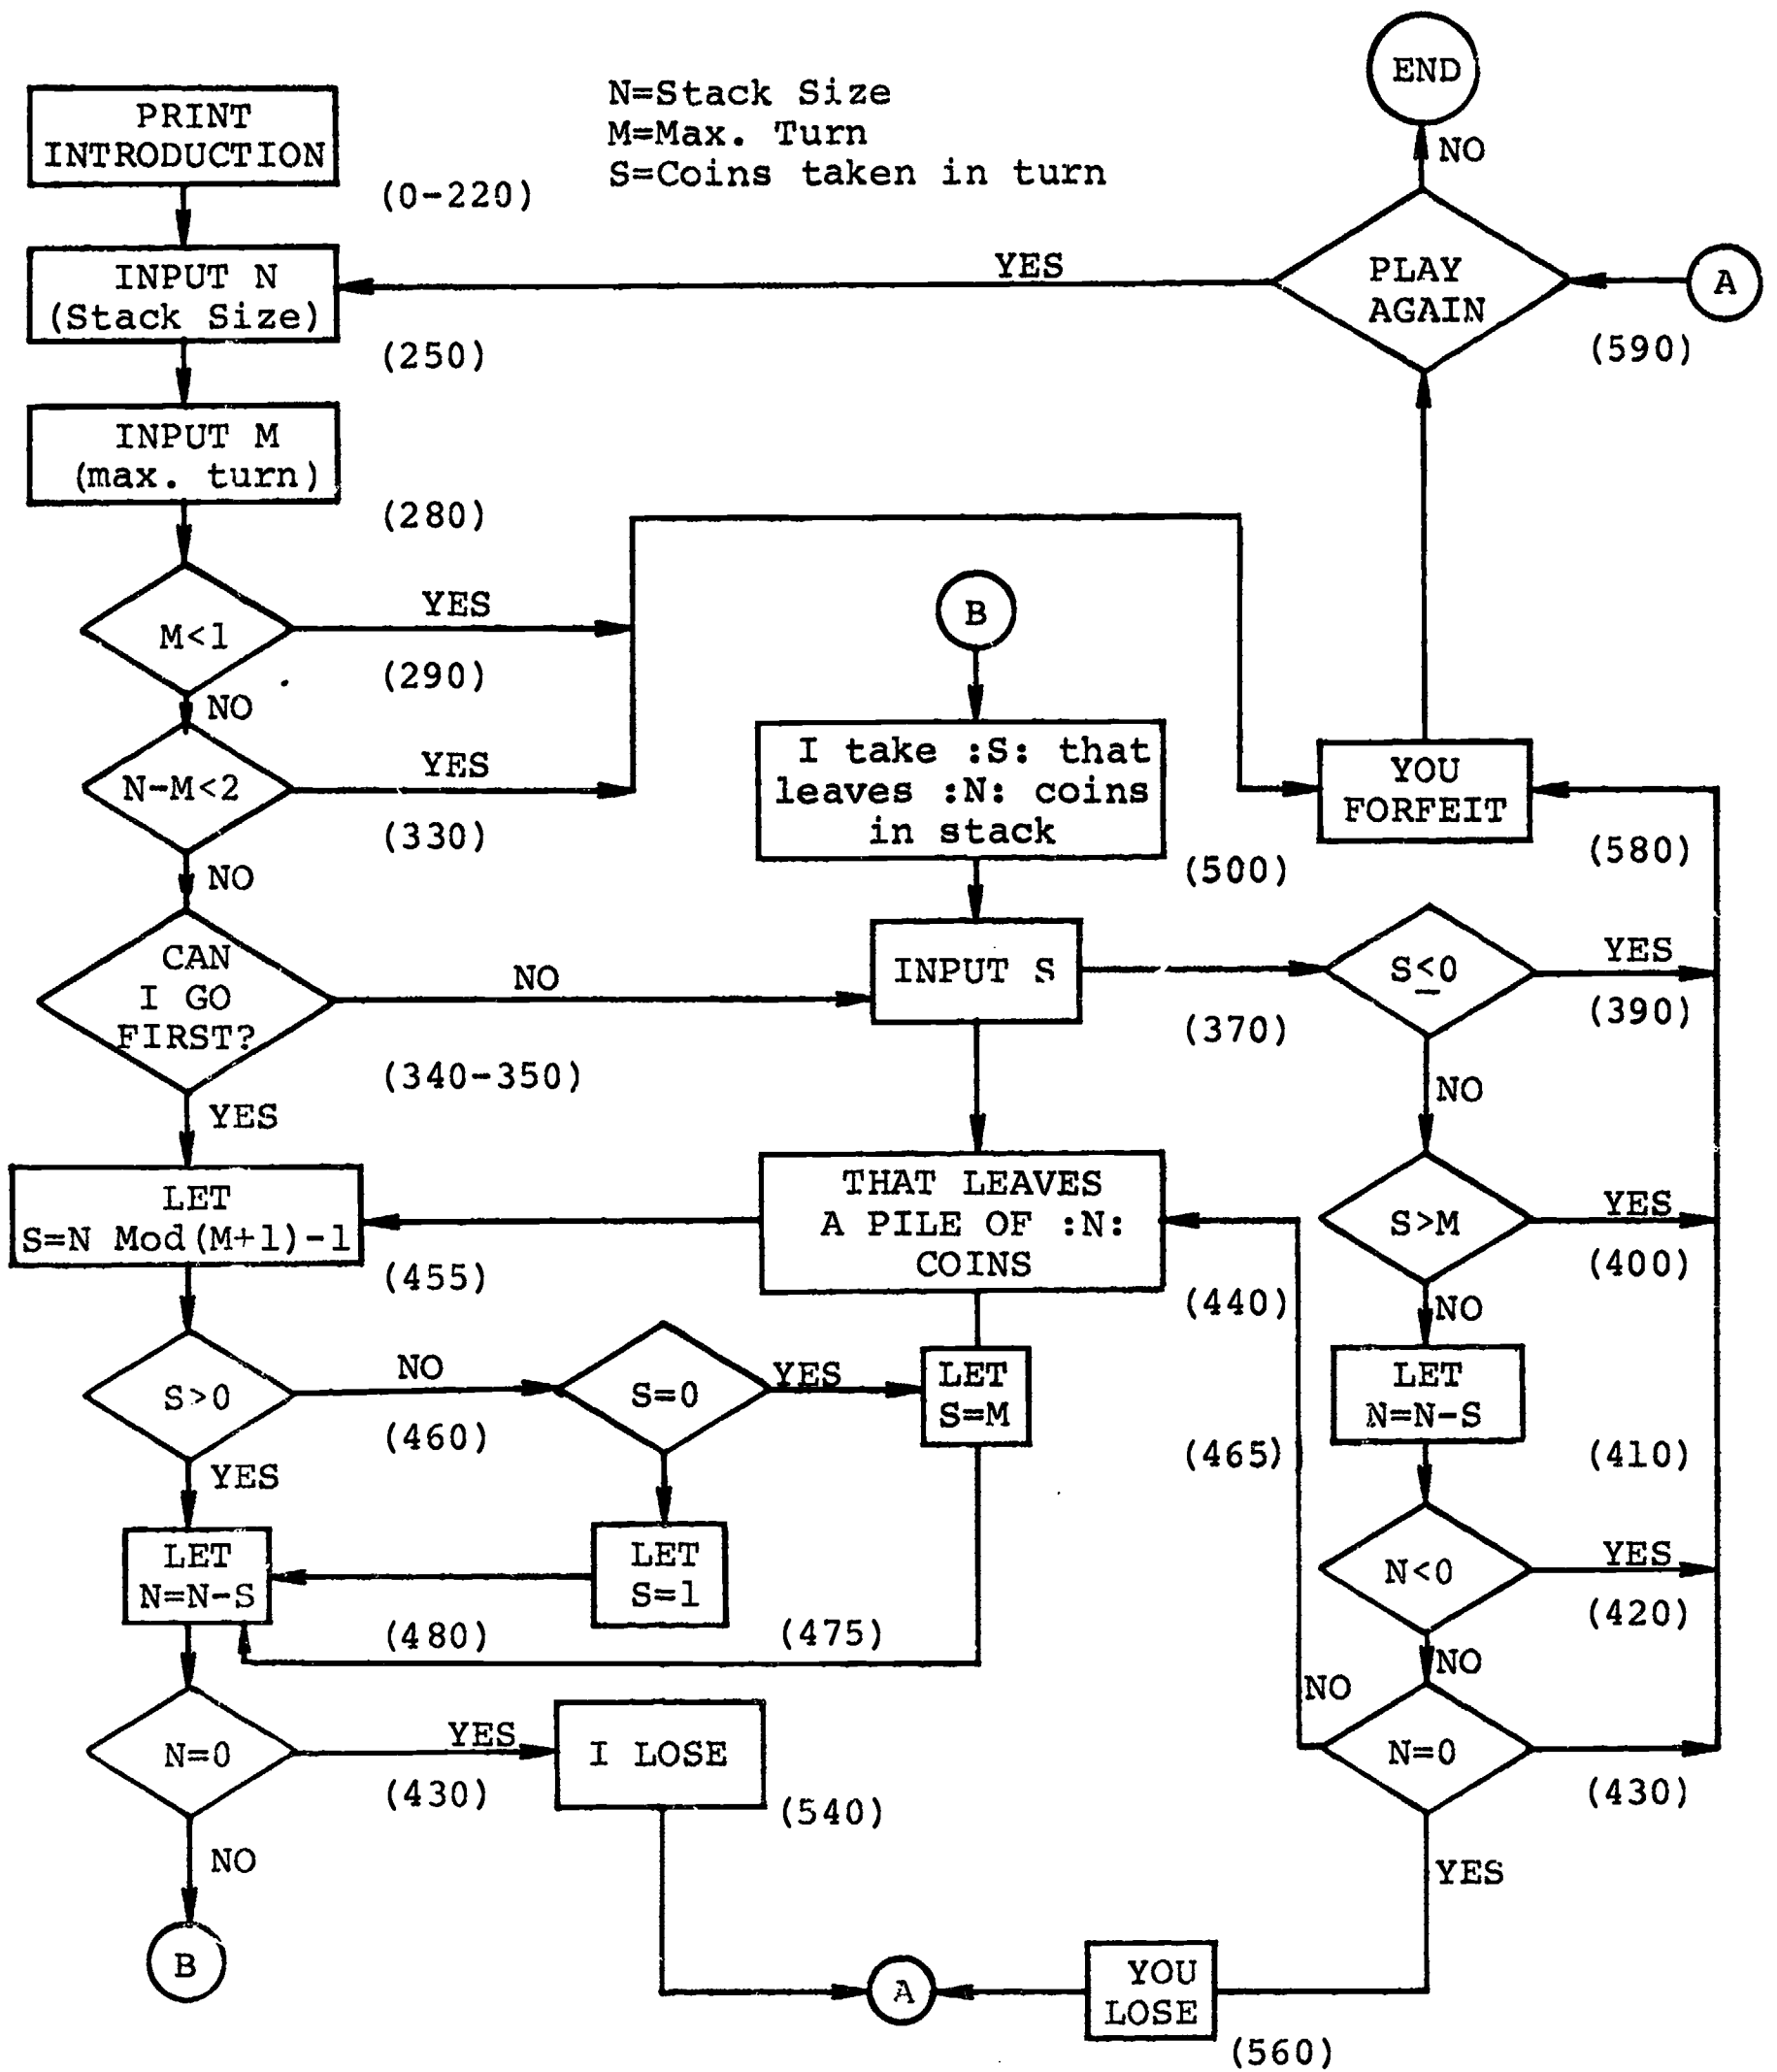 N=Stack Size
M=Max. Turn
S=Coins taken in turn
PRINT
INTRODUCTION
(0-220)
INPUT N
(Stack Size)
(250)
INPUT M
(max. turn)
(280)
M<1
YES
(290)
NO
N-M<2
YES
(330)
NO
CAN
I GO
FIRST?
NO
(340-350)
YES
LET
S=N Mod(M+1)-1
(455)
S>0
NO
(460)
YES
S=0
YES
LET
S=M
(465)
LET
S=1
(475)
LET
N=N-S
(480)
N=0
YES
(430)
NO
B
I LOSE
(540)
A
B
I take :S: that
leaves :N: coins
in stack
(500)
INPUT S
(370)
THAT LEAVES
A PILE OF :N:
COINS
(440)
END
NO
PLAY
AGAIN
YES
A
(590)
YOU
FORFEIT
(580)
S≤0
YES
(390)
NO
S>M
YES
(400)
NO
LET
N=N-S
(410)
N<0
YES
(420)
NO
NO
N=0
(430)
YES
YOU
LOSE
(560)